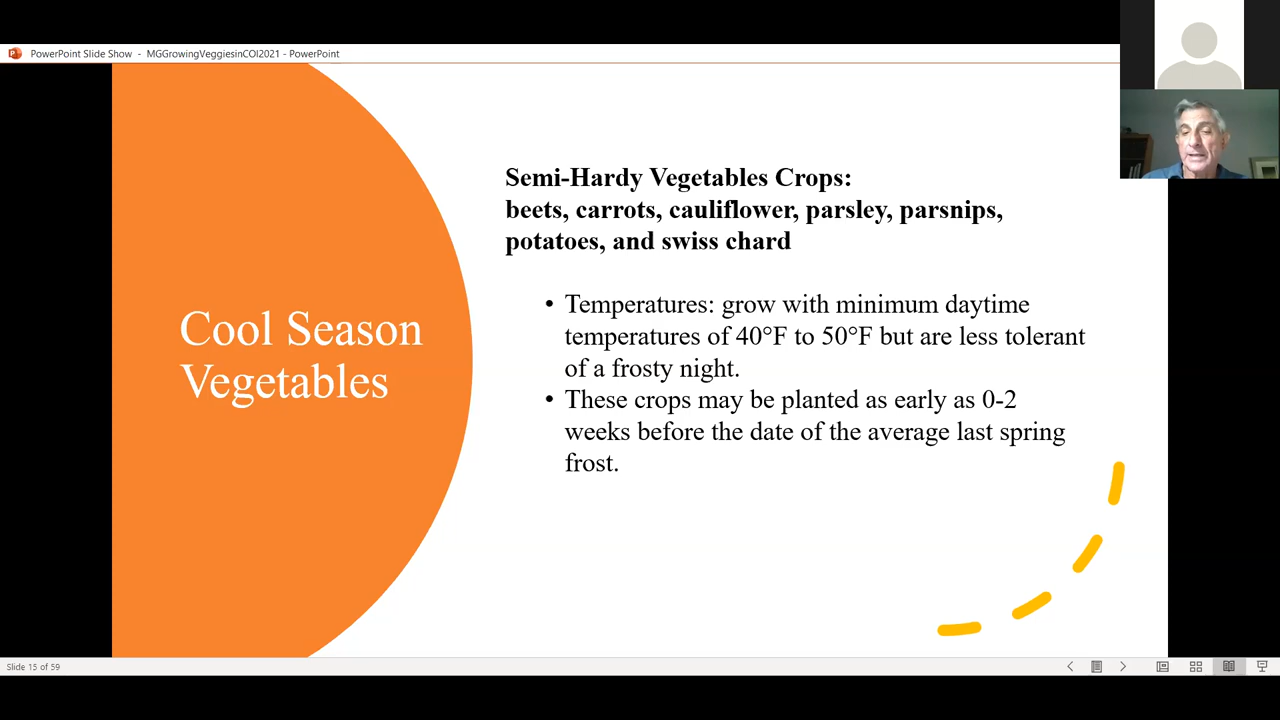 PowerPoint Slide Show - MGGrowingVeggiesinCOI2021 - PowerPoint
Cool Season
Vegetables
Semi-Hardy Vegetables Crops:
beets, carrots, cauliflower, parsley, parsnips,
potatoes, and swiss chard
• Temperatures: grow with minimum daytime
temperatures of 40°F to 50°F but are less tolerant
of a frosty night.
• These crops may be planted as early as 0-2
weeks before the date of the average last spring
frost.
Slide 15 of 59